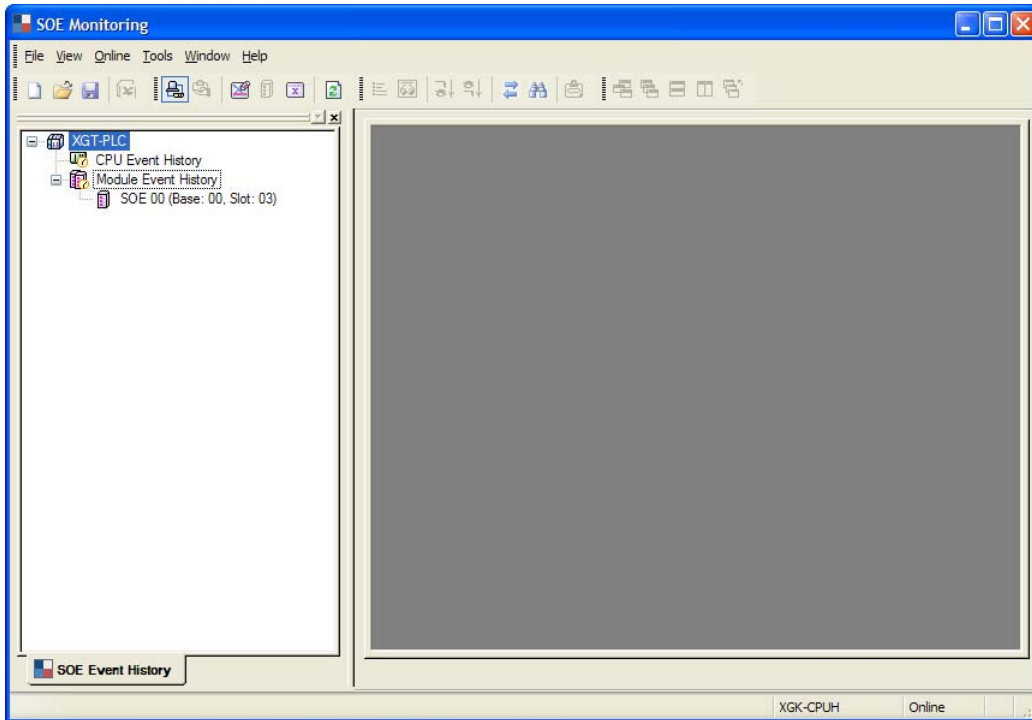 SOE Monitoring
File View Online Tools Window Help
XGT-PLC
CPU Event History
Module Event History
SOE 00 (Base: 00, Slot: 03)
SOE Event History
XGK-CPUH Online